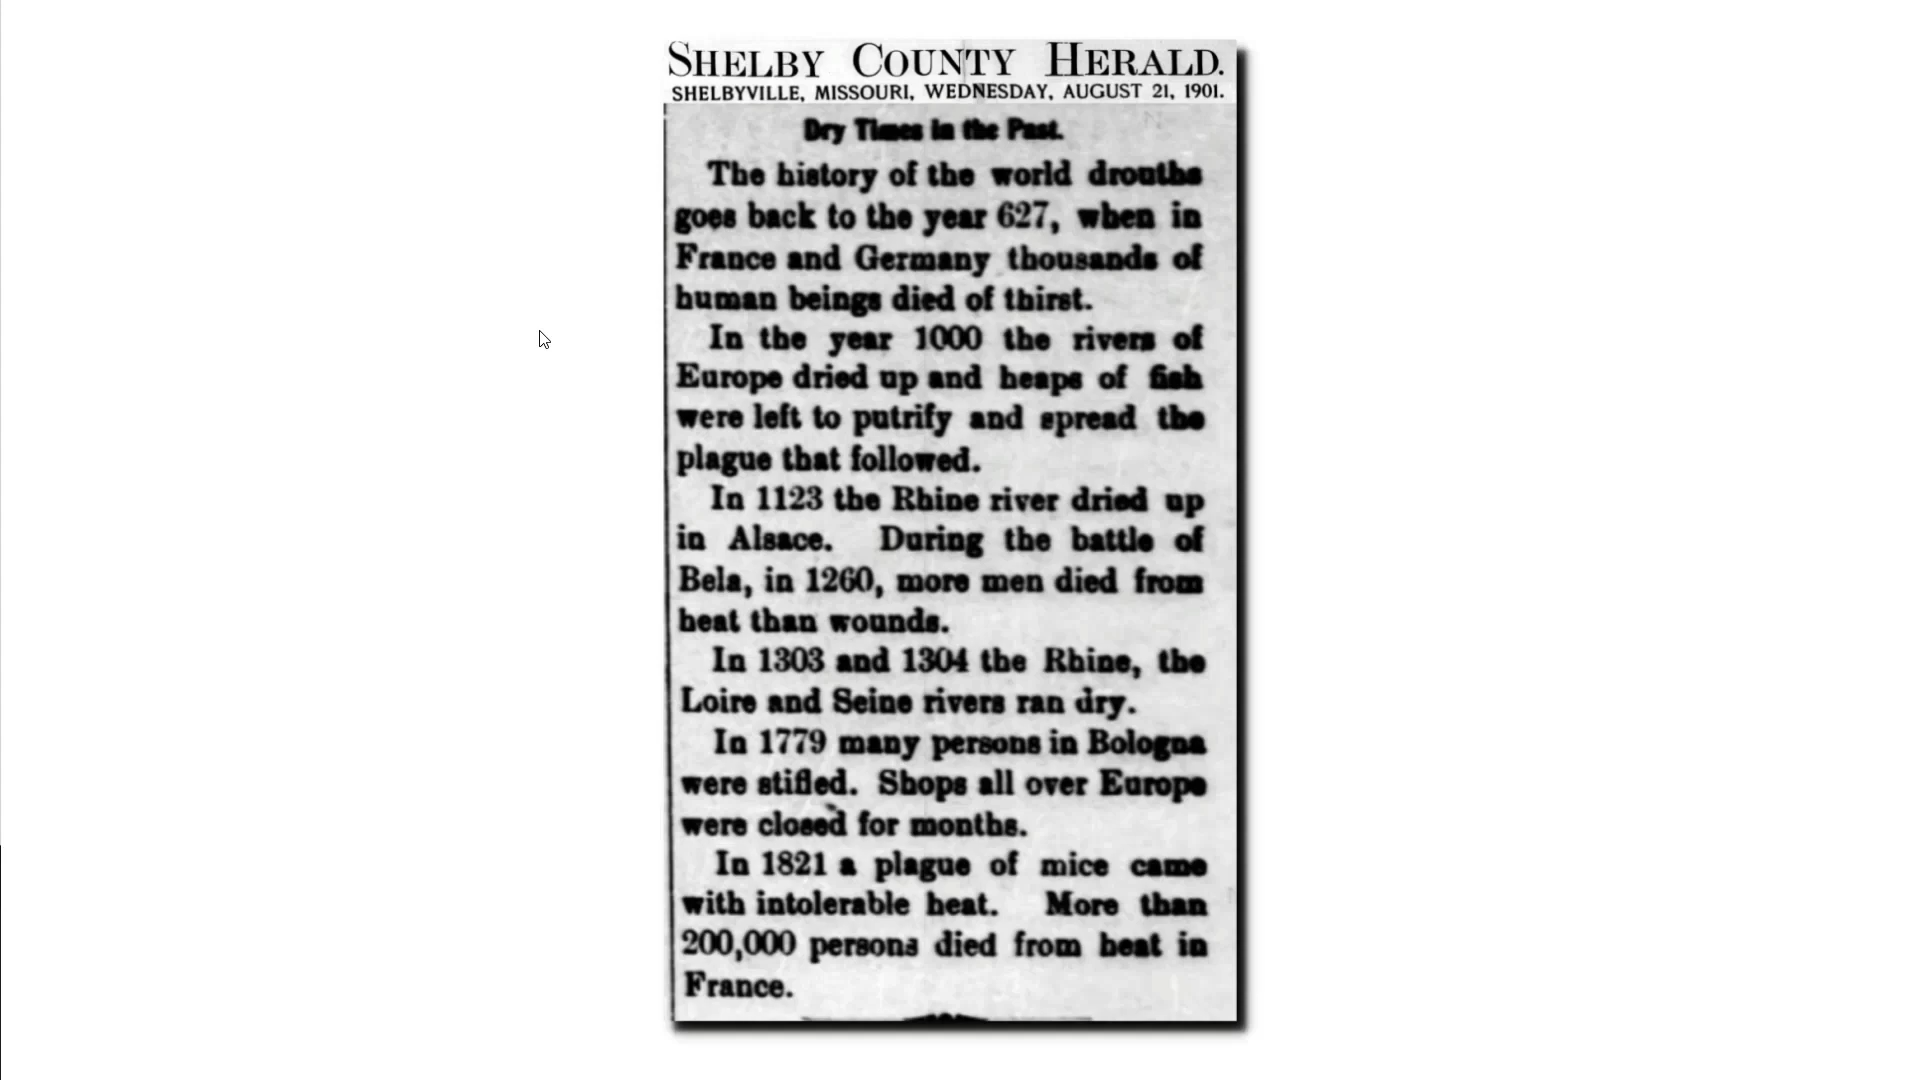 SHELBY COUNTY HERALD.
SHELBYVILLE, MISSOURI, WEDNESDAY, AUGUST 21, 1901.
Dry Times in the Past.
The history of the world drouths
goes back to the year 627, when in
France and Germany thousands of
human beings died of thirst.
In the year 1000 the rivers of
Europe dried up and heaps of fish
were left to putrify and spread the
plague that followed.
In 1123 the Rhine river dried up
in Alsace. During the battle of
Bela, in 1260, more men died from
heat than wounds.
In 1303 and 1304 the Rhine, the
Loire and Seine rivers ran dry.
In 1779 many persons in Bologna
were stifled. Shops all over Europe
were closed for months.
In 1821 a plague of mice came
with intolerable heat. More than
200,000 persons died from heat in
France.